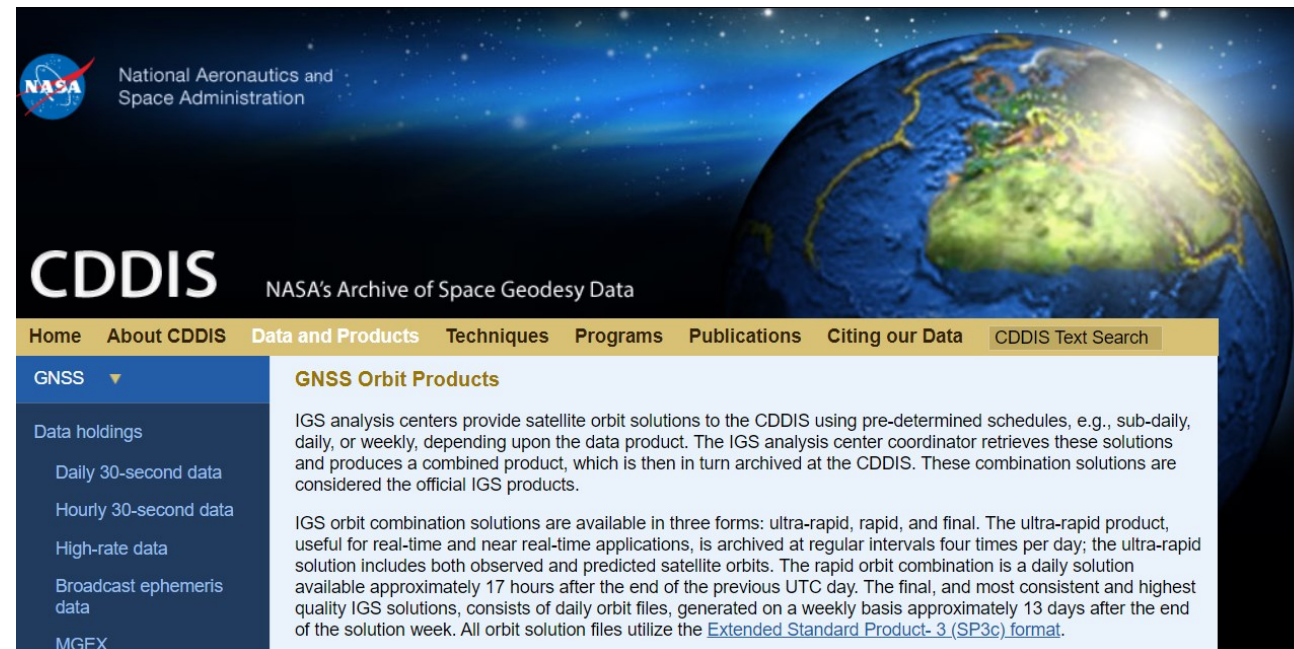 NASA
National Aeronautics and
Space Administration
CDDIS
NASA's Archive of Space Geodesy Data
Home About CDDIS Data and Products Techniques Programs Publications Citing our Data CDDIS Text Search
GNSS
Data holdings
Daily 30-second data
Hourly 30-second data
High-rate data
Broadcast ephemeris
data
MGEX
GNSS Orbit Products
IGS analysis centers provide satellite orbit solutions to the CDDIS using pre-determined schedules, e.g., sub-daily,
daily, or weekly, depending upon the data product. The IGS analysis center coordinator retrieves these solutions
and produces a combined product, which is then in turn archived at the CDDIS. These combination solutions are
considered the official IGS products.
IGS orbit combination solutions are available in three forms: ultra-rapid, rapid, and final. The ultra-rapid product,
useful for real-time and near real-time applications, is archived at regular intervals four times per day; the ultra-rapid
solution includes both observed and predicted satellite orbits. The rapid orbit combination is a daily solution
available approximately 17 hours after the end of the previous UTC day. The final, and most consistent and highest
quality IGS solutions, consists of daily orbit files, generated on a weekly basis approximately 13 days after the end
of the solution week. All orbit solution files utilize the Extended Standard Product- 3 (SP3c) format.